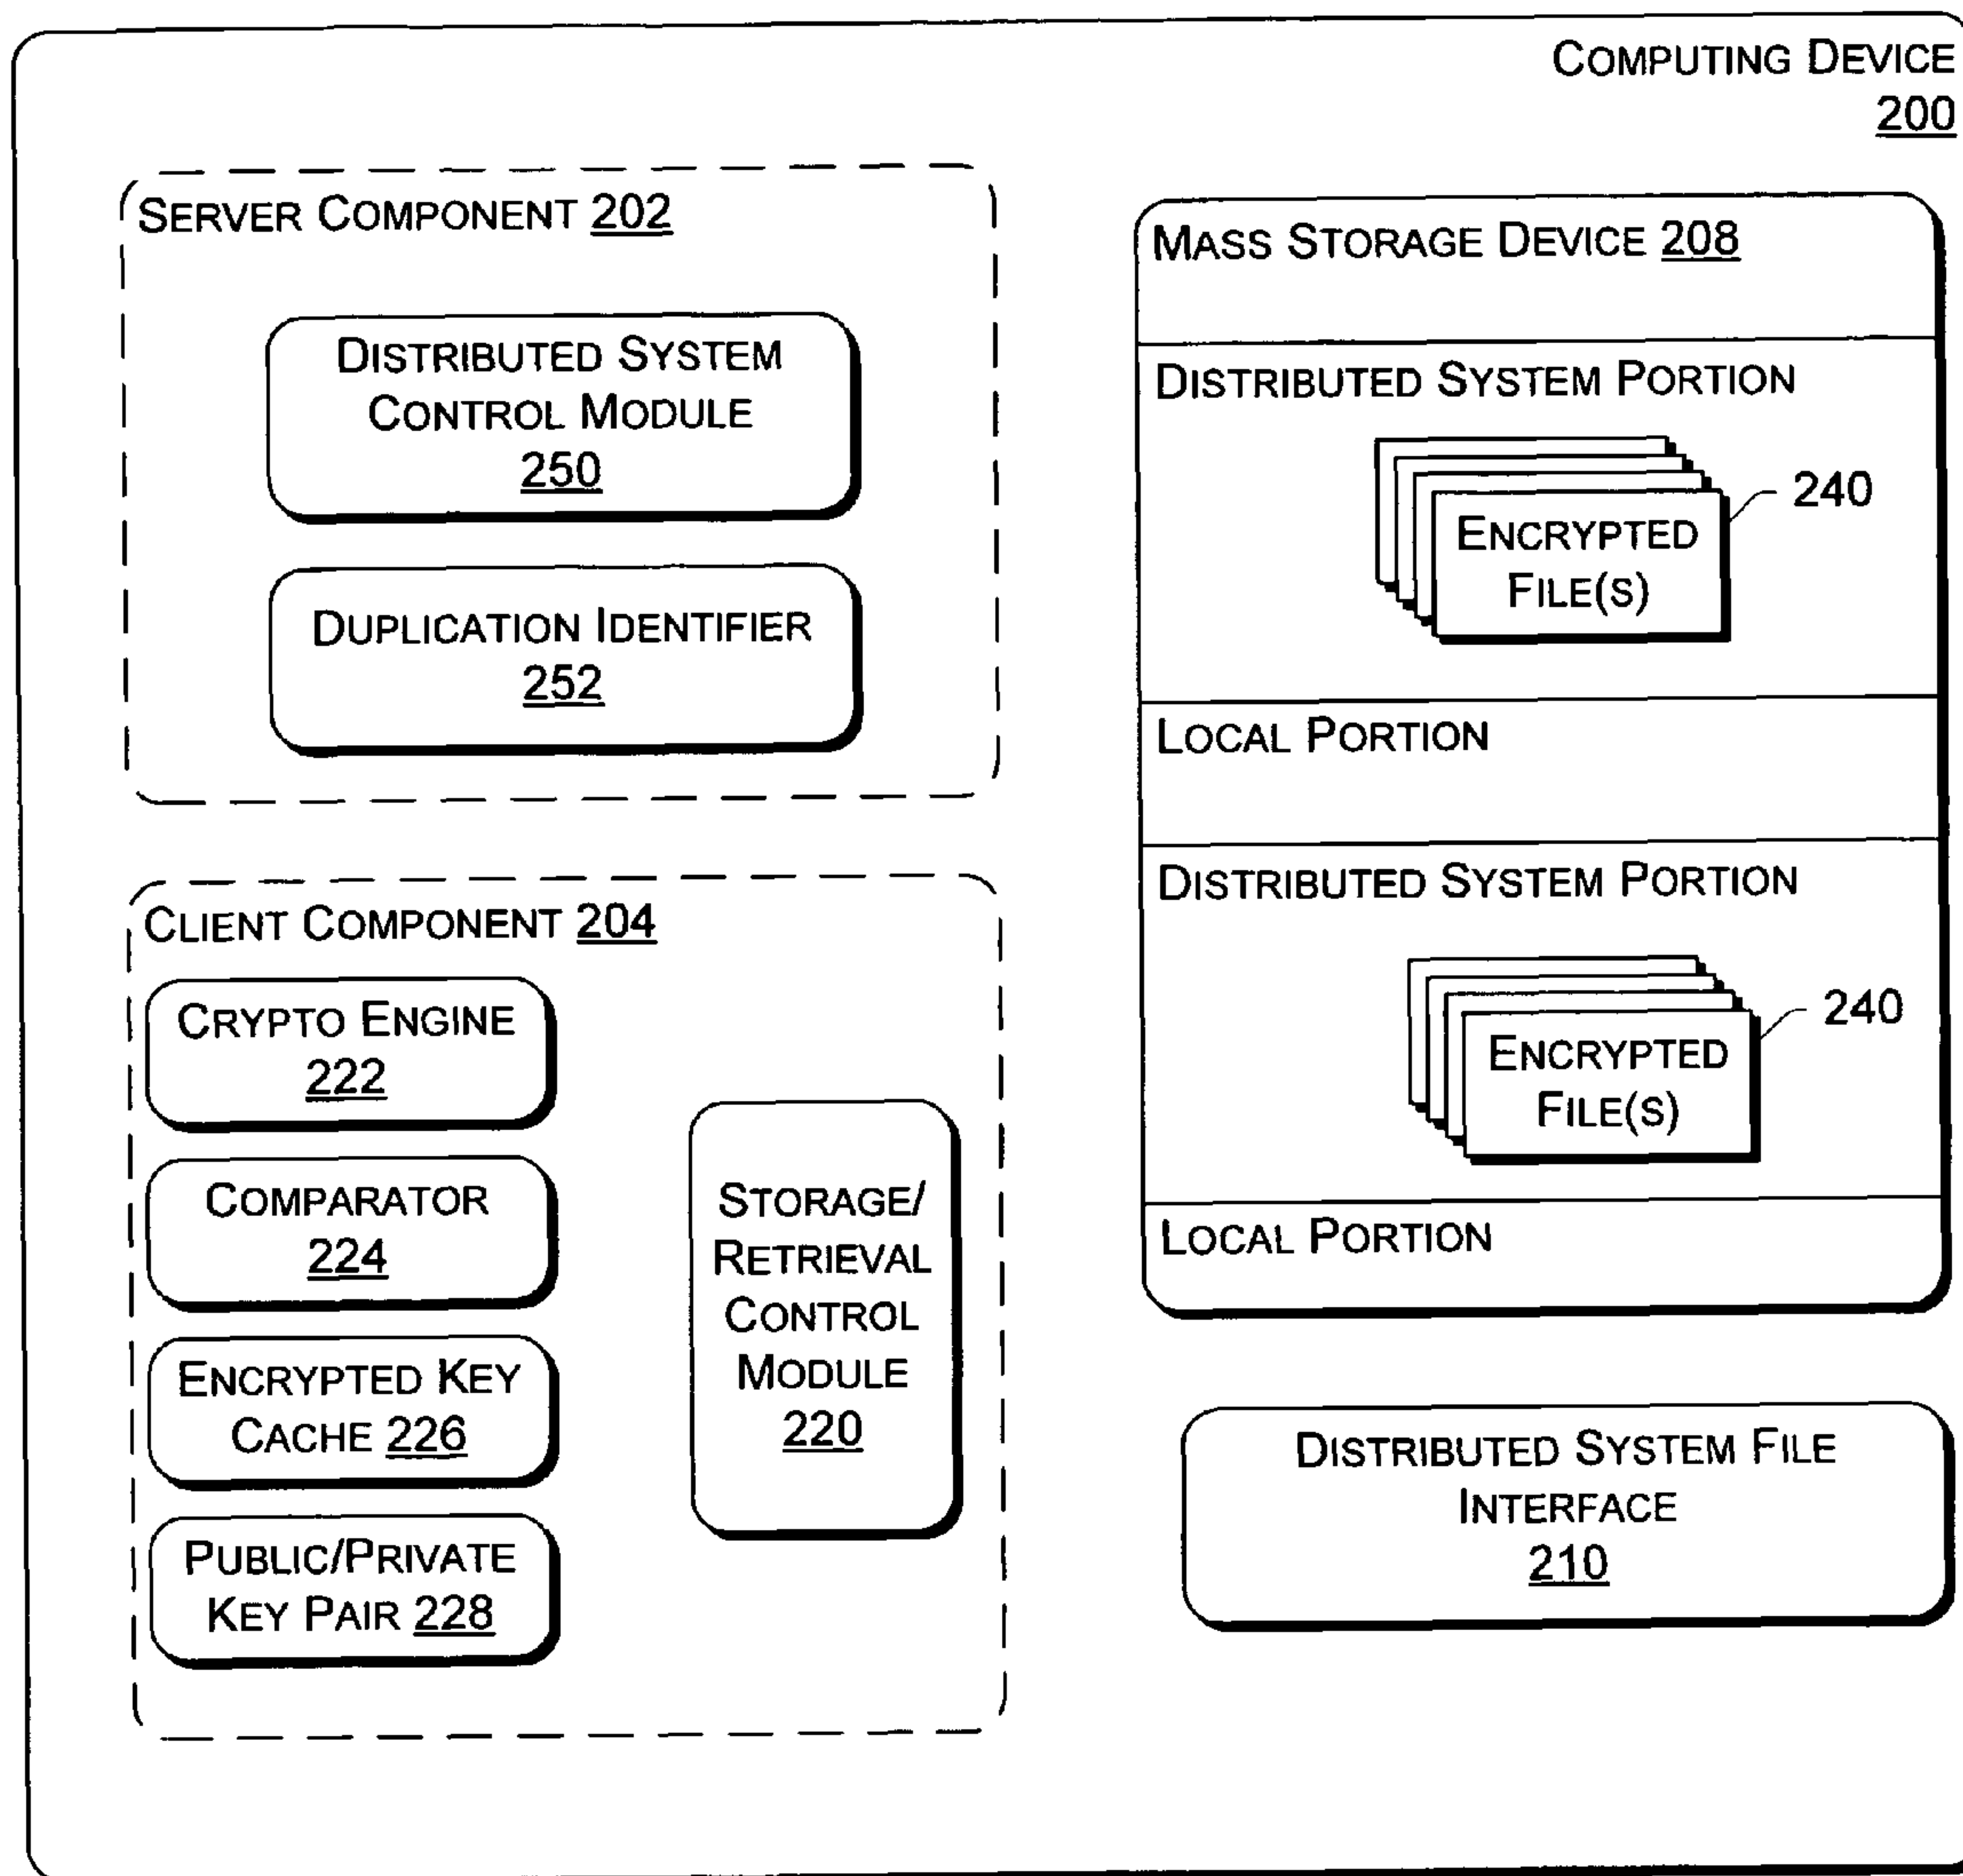 COMPUTING DEVICE
200
SERVER COMPONENT 202
DISTRIBUTED SYSTEM
CONTROL MODULE
250
DUPLICATION IDENTIFIER
252
CLIENT COMPONENT 204
CRYPTO ENGINE
222
COMPARATOR
224
ENCRYPTED KEY
CACHE 226
PUBLIC/PRIVATE
KEY PAIR 228
STORAGE/
RETRIEVAL
CONTROL
MODULE
220
MASS STORAGE DEVICE 208
DISTRIBUTED SYSTEM PORTION
240
ENCRYPTED
FILE(S)
LOCAL PORTION
DISTRIBUTED SYSTEM PORTION
240
ENCRYPTED
FILE(S)
LOCAL PORTION
DISTRIBUTED SYSTEM FILE
INTERFACE
210